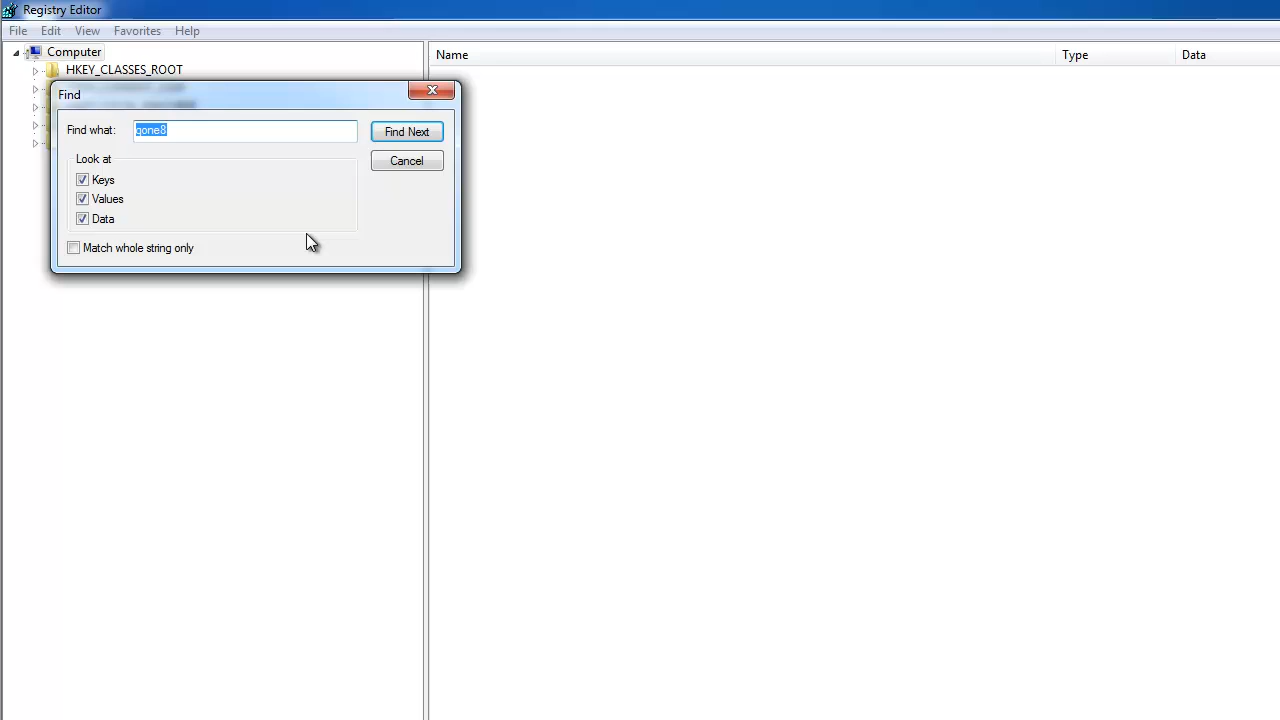 Registry Editor
File Edit View Favorites Help
Computer
Name Type Data
HKEY_CLASSES_ROOT
Find
Find what: qone8
Find Next
Look at
Cancel
Keys
Values
Data
Match whole string only